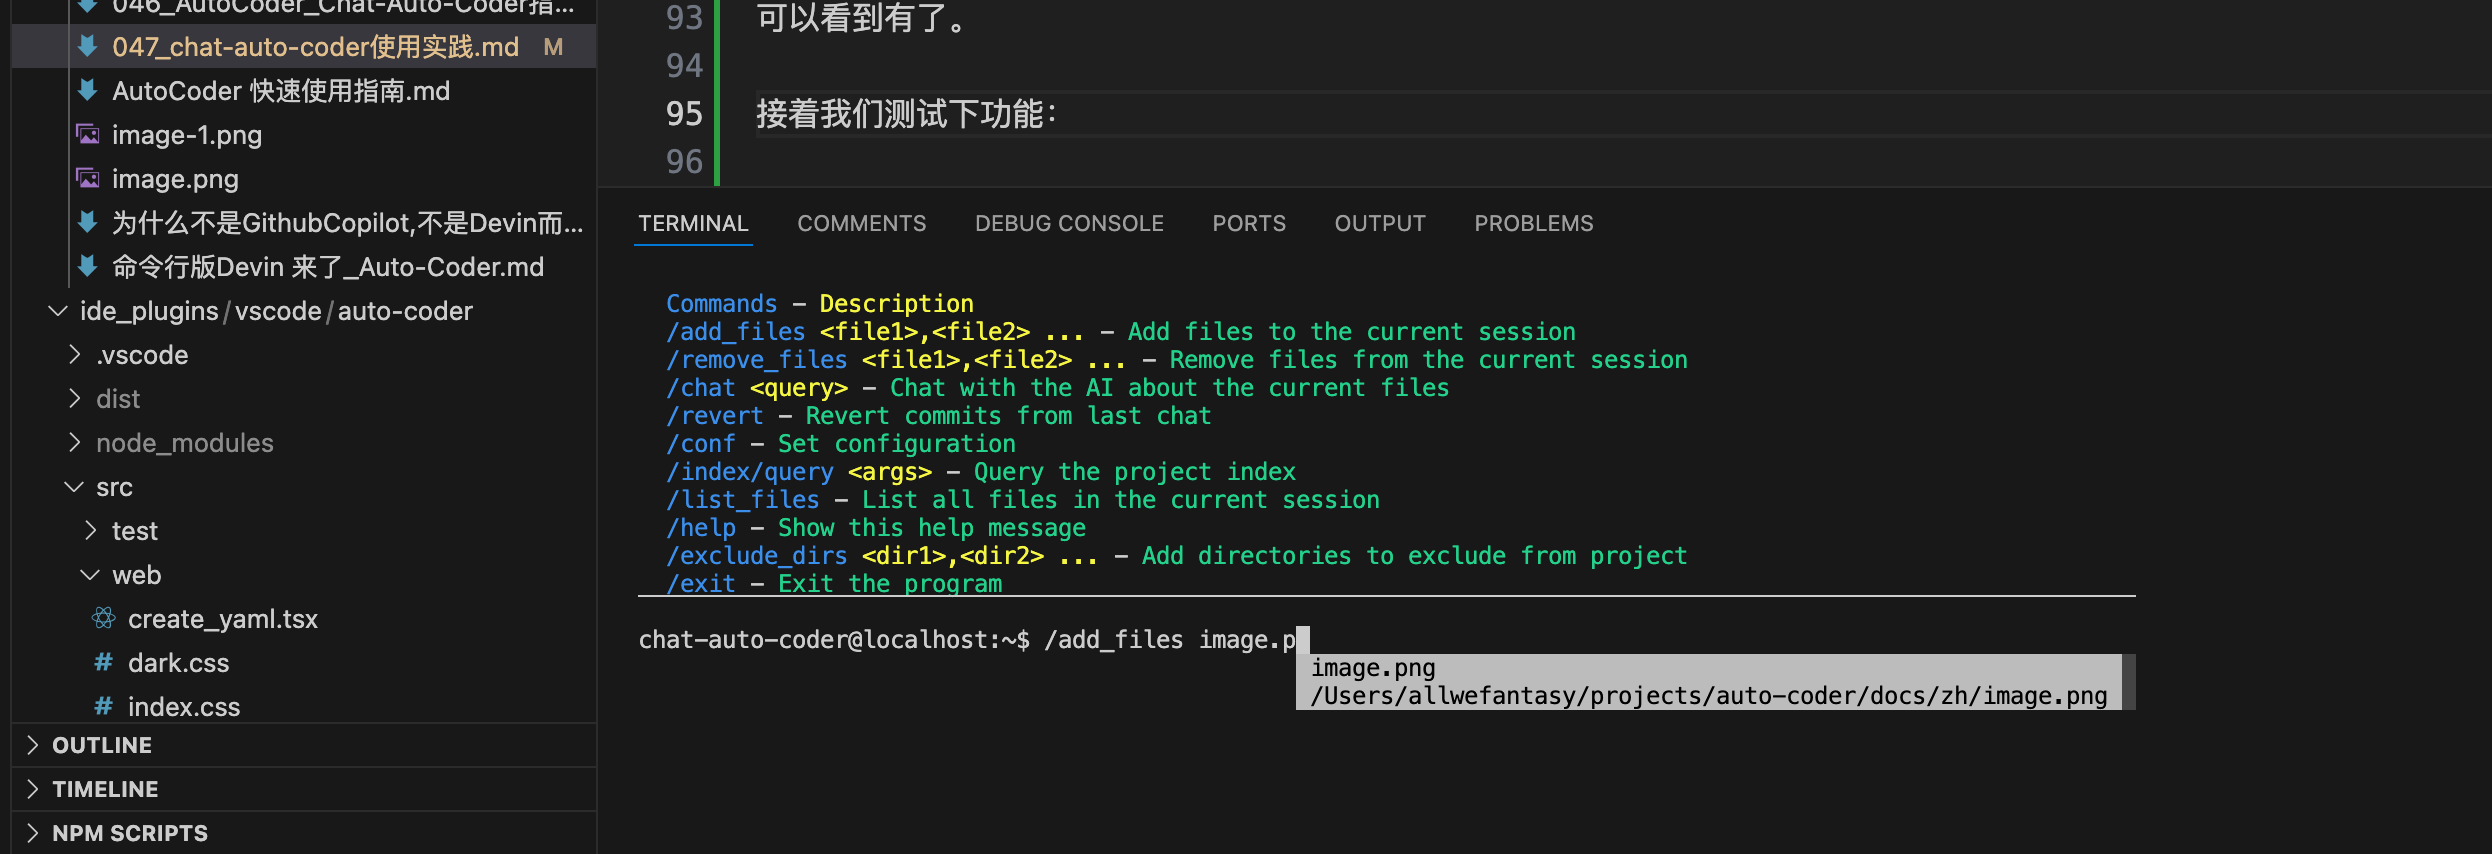 046_AutoCoder_Chat-Auto-Coder指...
047_chat-auto-coder使用实践.md M
AutoCoder 快速使用指南.md
image-1.png
image.png
为什么不是GithubCopilot,不是Devin而...
命令行版Devin 来了_Auto-Coder.md
ide_plugins/vscode/auto-coder
.vscode
dist
node_modules
src
test
web
create_yaml.tsx
dark.css
index.css
OUTLINE
TIMELINE
NPM SCRIPTS
93 可以看到有了。
94
95 接着我们测试下功能：
96
TERMINAL COMMENTS DEBUG CONSOLE PORTS OUTPUT PROBLEMS
Commands - Description
/add_files <file1>,<file2> ... - Add files to the current session
/remove_files <file1>,<file2> ... - Remove files from the current session
/chat <query> - Chat with the AI about the current files
/revert - Revert commits from last chat
/conf - Set configuration
/index/query <args> - Query the project index
/list_files - List all files in the current session
/help - Show this help message
/exclude_dirs <dir1>,<dir2> ... - Add directories to exclude from project
/exit - Exit the program
chat-auto-coder@localhost:~$ /add_files image.p
image.png
/Users/allwefantasy/projects/auto-coder/docs/zh/image.png